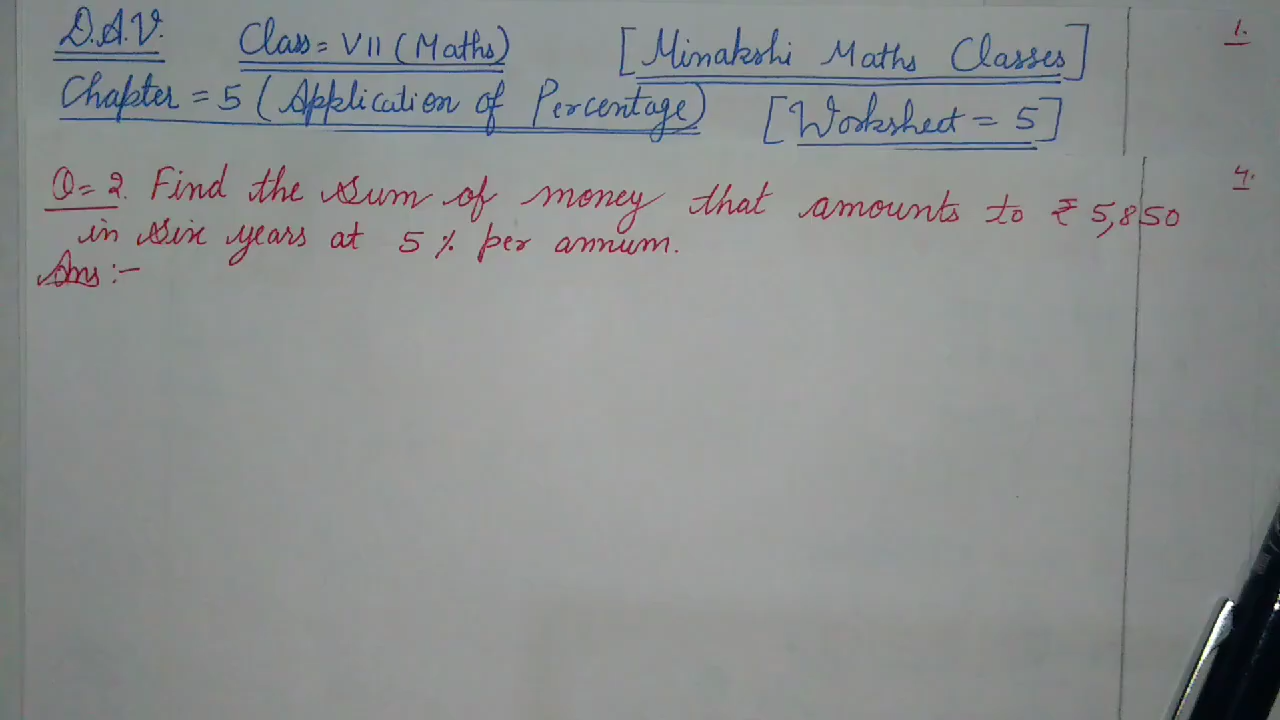 D.A.V. Class = VII (Maths) [Minakshi Maths Classes] 1.
Chapter = 5 (Application of Percentage) [Worksheet = 5]
Q=2. Find the sum of money that amounts to ₹ 5,850 4.
in six years at 5 % per annum.
Ans :-